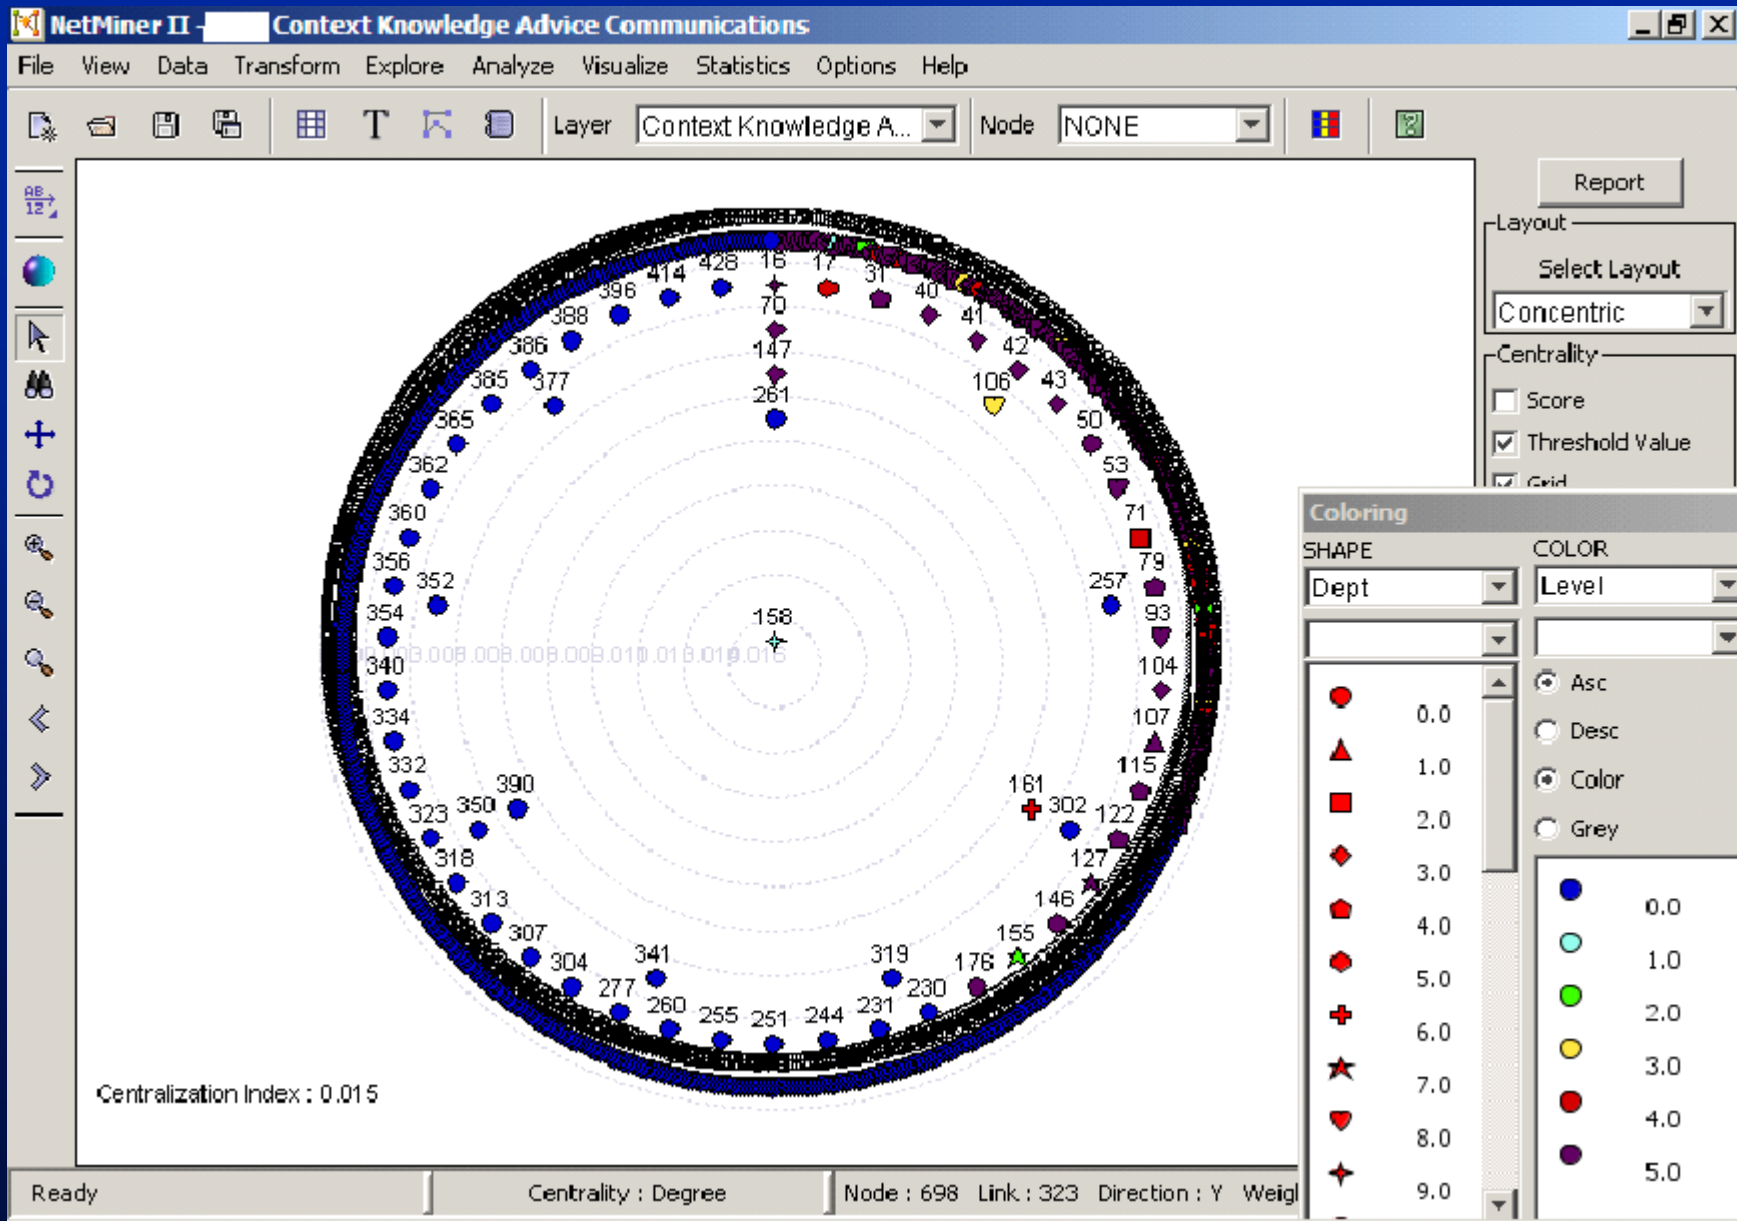 NetMiner II - Context Knowledge Advice Communications
File View Data Transform Explore Analyze Visualize Statistics Options Help
Layer Context Knowledge A... Node NONE
Report
Layout
Select Layout
Concentric
Centrality
Score
Threshold Value
Grid
414 428 16 17 31
396 70 40
388 41
386 147 42
385 377 106 43
365 261 50
362 53
360 71
356 352 257 79
354 158 93
340 104
334 107
332 115
323 350 390 161 302 122
318 127
313 146
307 155
304 341 319 176
277 230
260 231
255 251 244
Centralization Index : 0.015
Coloring
SHAPE COLOR
Dept Level
Asc
Desc
Color
Grey
0.0
1.0
2.0
3.0
4.0
5.0
6.0
7.0
8.0
9.0
0.0
1.0
2.0
3.0
4.0
5.0
Ready Centrality : Degree Node : 698 Link : 323 Direction : Y Weig